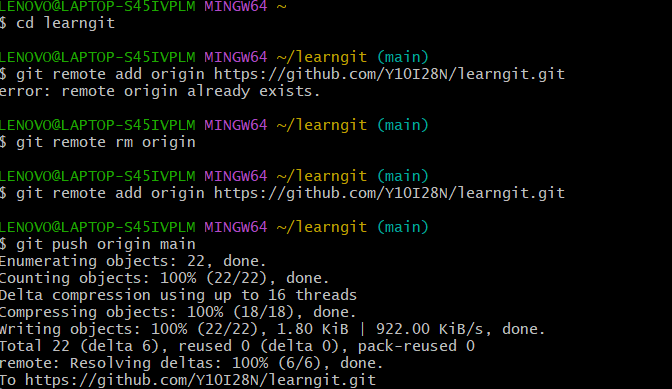 LENOVO@LAPTOP-S45IVPLM MINGW64 ~
$ cd learngit
LENOVO@LAPTOP-S45IVPLM MINGW64 ~/learngit (main)
$ git remote add origin https://github.com/Y10I28N/learngit.git
error: remote origin already exists.
LENOVO@LAPTOP-S45IVPLM MINGW64 ~/learngit (main)
$ git remote rm origin
LENOVO@LAPTOP-S45IVPLM MINGW64 ~/learngit (main)
$ git remote add origin https://github.com/Y10I28N/learngit.git
LENOVO@LAPTOP-S45IVPLM MINGW64 ~/learngit (main)
$ git push origin main
Enumerating objects: 22, done.
Counting objects: 100% (22/22), done.
Delta compression using up to 16 threads
Compressing objects: 100% (18/18), done.
Writing objects: 100% (22/22), 1.80 KiB | 922.00 KiB/s, done.
Total 22 (delta 6), reused 0 (delta 0), pack-reused 0
remote: Resolving deltas: 100% (6/6), done.
To https://github.com/Y10I28N/learngit.git